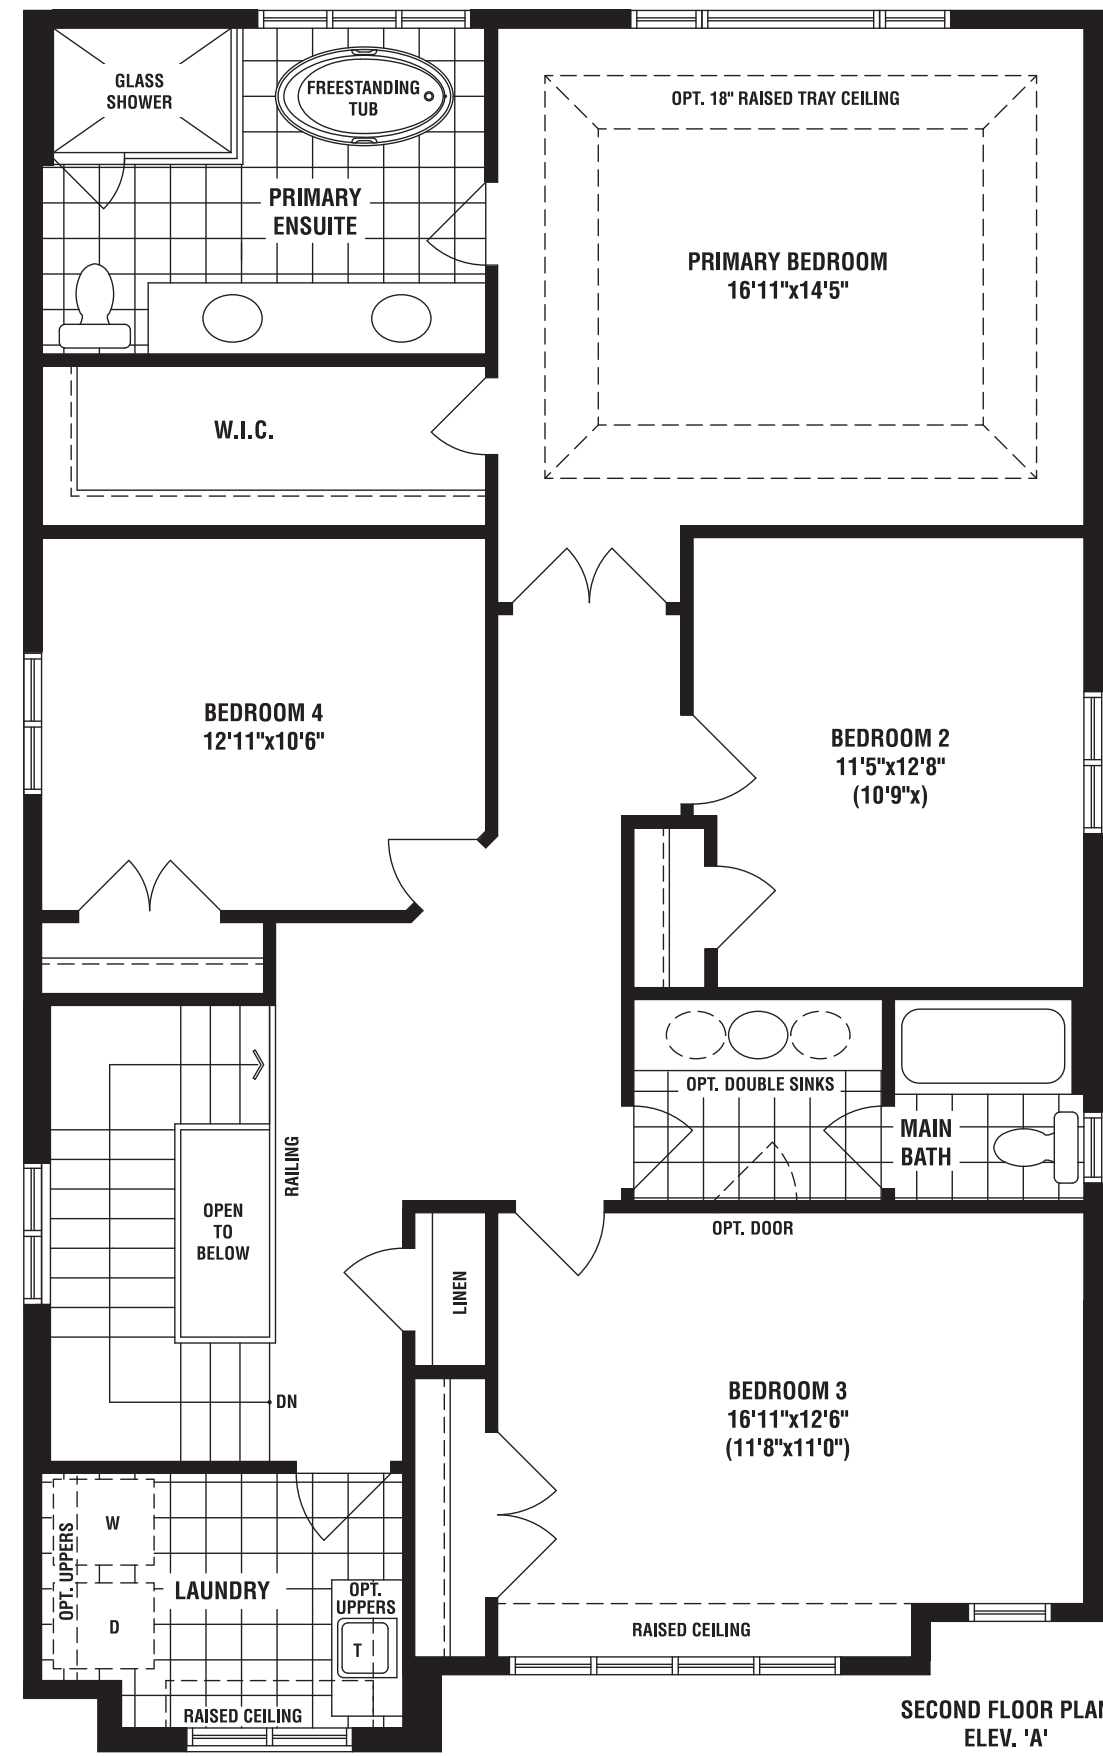 GLASS
SHOWER
FREESTANDING
TUB
OPT. 18" RAISED TRAY CEILING
PRIMARY
ENSUITE
PRIMARY BEDROOM
16'11"x14'5"
W.I.C.
BEDROOM 4
12'11"x10'6"
BEDROOM 2
11'5"x12'8"
(10'9"x)
OPT. DOUBLE SINKS
MAIN
BATH
RAILING
OPEN
TO
BELOW
OPT. DOOR
LINEN
DN
BEDROOM 3
16'11"x12'6"
(11'8"x11'0")
W
OPT. UPPERS
D
LAUNDRY
OPT.
UPPERS
T
RAISED CEILING
RAISED CEILING
SECOND FLOOR PLAN
ELEV. 'A'